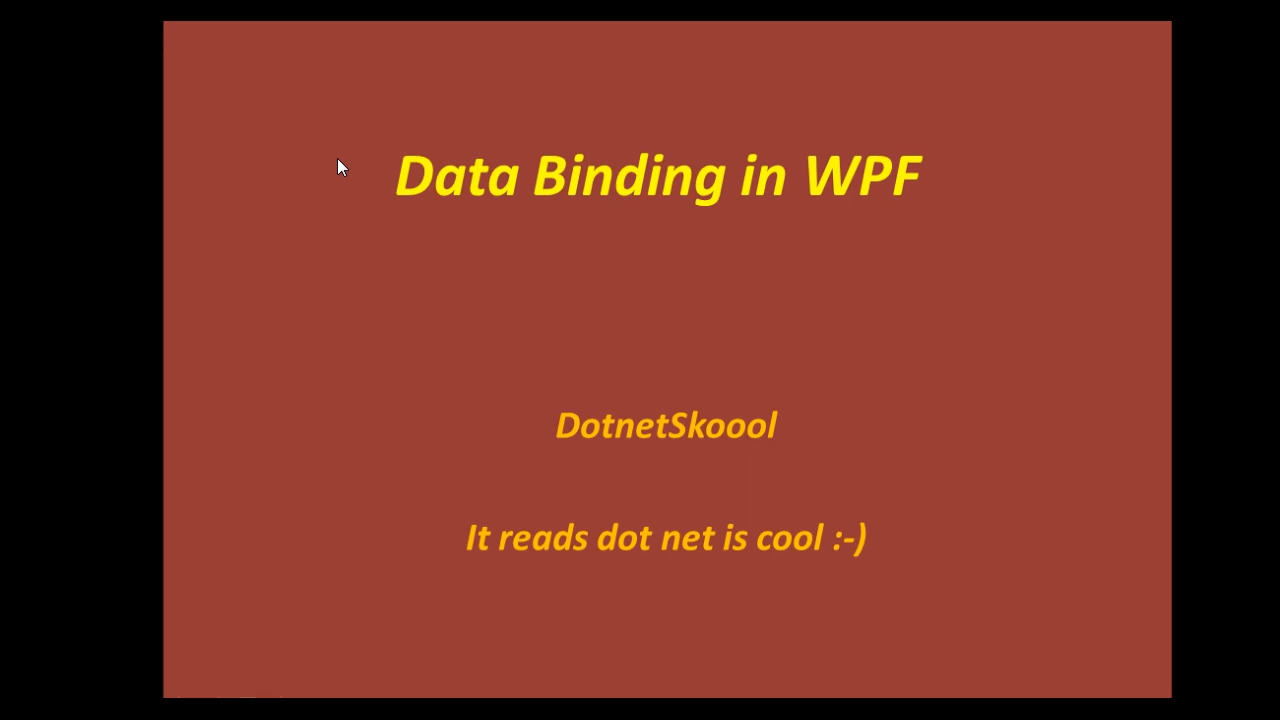 Data Binding in WPF
DotnetSkoool
It reads dot net is cool :-)